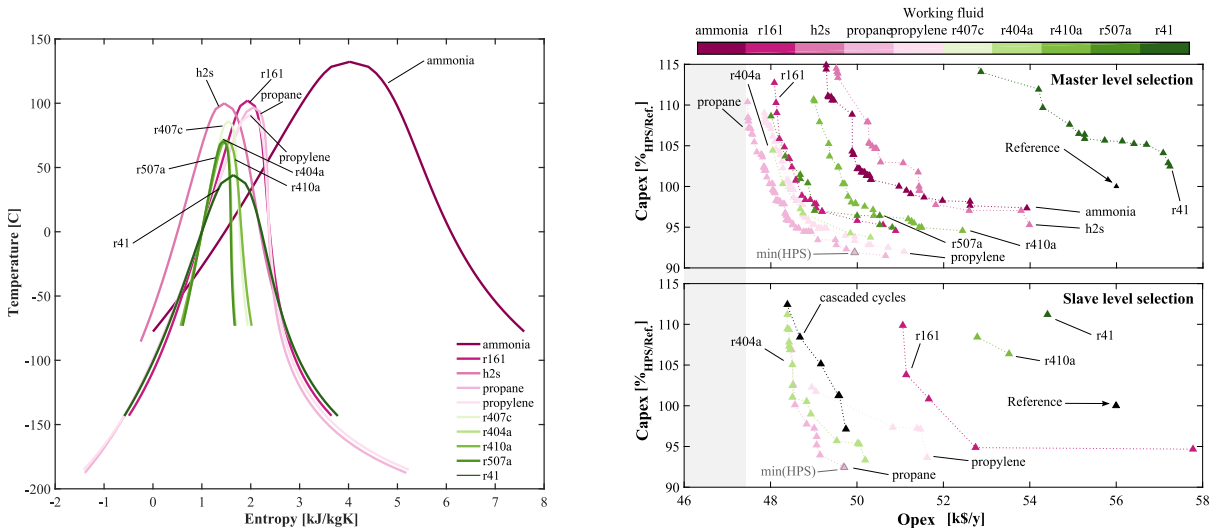 150
100
50
0
-50
-100
-150
-200
-2
-1
0
1
2
3
4
5
6
7
8
Temperature [C]
Entropy [kJ/kgK]
h2s
r161
propane
ammonia
r407c
propylene
r507a
r404a
r410a
r41
ammonia
r161
h2s
propane
propylene
r407c
r404a
r410a
r507a
r41
Working fluid
ammonia r161 h2s propane propylene r407c r404a r410a r507a r41
115
110
105
100
95
90
Capex [%HPS/Ref.]
Master level selection
r404a
r161
propane
Reference
r41
ammonia
h2s
r507a
r410a
min(HPS)
propylene
115
110
105
100
95
90
Capex [%HPS/Ref.]
Slave level selection
cascaded cycles
r404a
r161
r41
r410a
Reference
min(HPS)
propane
propylene
46
48
50
52
54
56
58
Opex [k$/y]